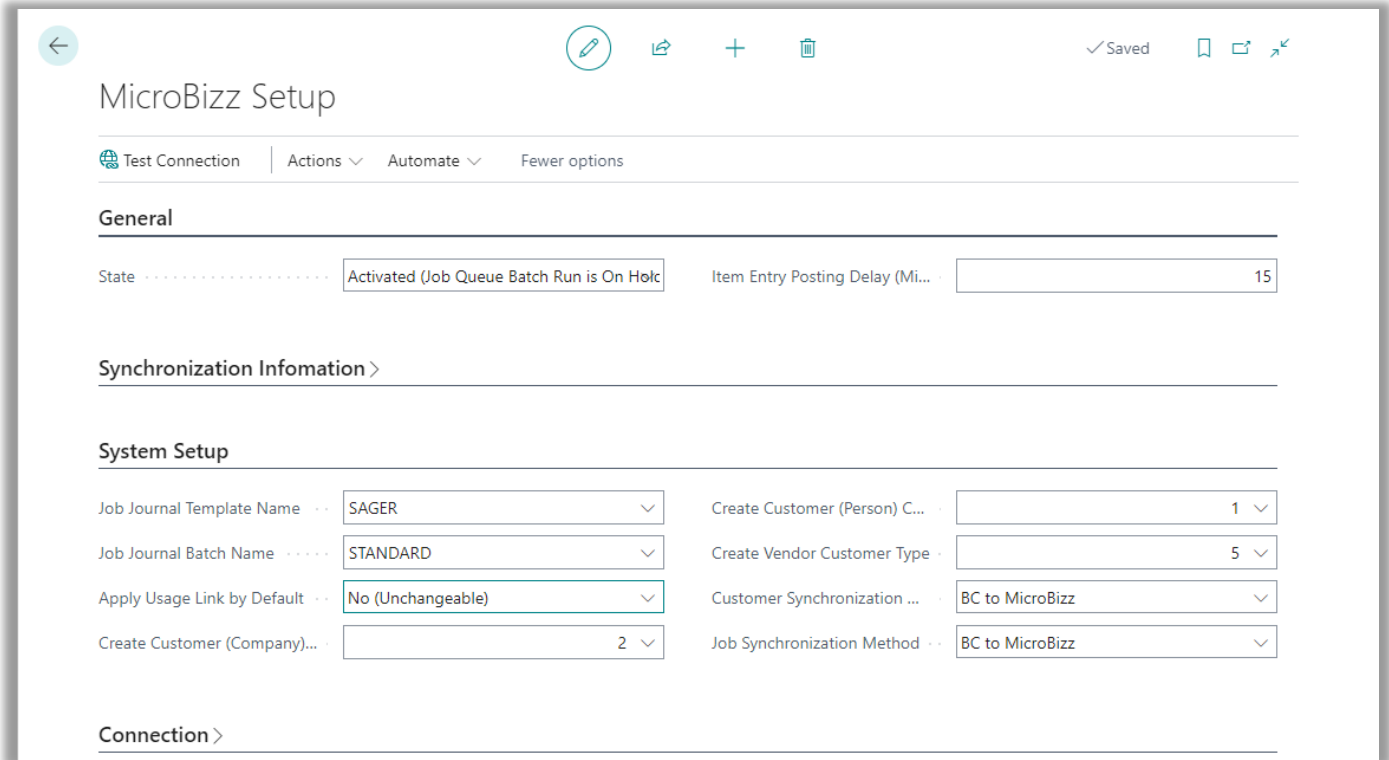 Saved
MicroBizz Setup
Test Connection Actions Automate Fewer options
General
State Activated (Job Queue Batch Run is On Hold Item Entry Posting Delay (Mi... 15
Synchronization Infomation
System Setup
Job Journal Template Name SAGER Create Customer (Person) C... 1
Job Journal Batch Name STANDARD Create Vendor Customer Type 5
Apply Usage Link by Default No (Unchangeable) Customer Synchronization ... BC to MicroBizz
Create Customer (Company)... 2 Job Synchronization Method BC to MicroBizz
Connection